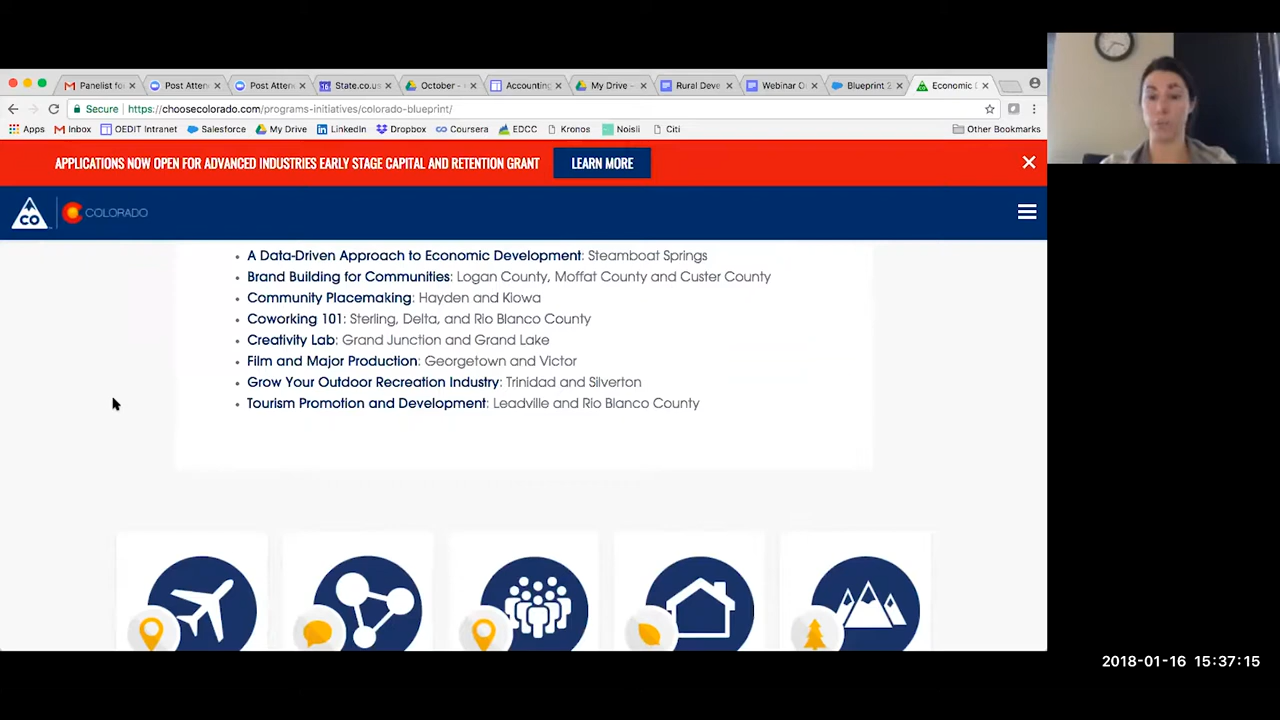 Panelist fo
Post Atten
Post Atten
State.co.us
October -
Accounting
My Drive -
Rural Deve
Webinar O
Blueprint 2
Economic D
Secure
https://choosecolorado.com/programs-initiatives/colorado-blueprint/
Apps
Inbox
OEDIT Intranet
Salesforce
My Drive
LinkedIn
Dropbox
Coursera
EDCC
Kronos
Noisli
Citi
Other Bookmarks
APPLICATIONS NOW OPEN FOR ADVANCED INDUSTRIES EARLY STAGE CAPITAL AND RETENTION GRANT
LEARN MORE
CO
COLORADO
A Data-Driven Approach to Economic Development: Steamboat Springs
Brand Building for Communities: Logan County, Moffat County and Custer County
Community Placemaking: Hayden and Kiowa
Coworking 101: Sterling, Delta, and Rio Blanco County
Creativity Lab: Grand Junction and Grand Lake
Film and Major Production: Georgetown and Victor
Grow Your Outdoor Recreation Industry: Trinidad and Silverton
Tourism Promotion and Development: Leadville and Rio Blanco County
2018-01-16 15:37:15